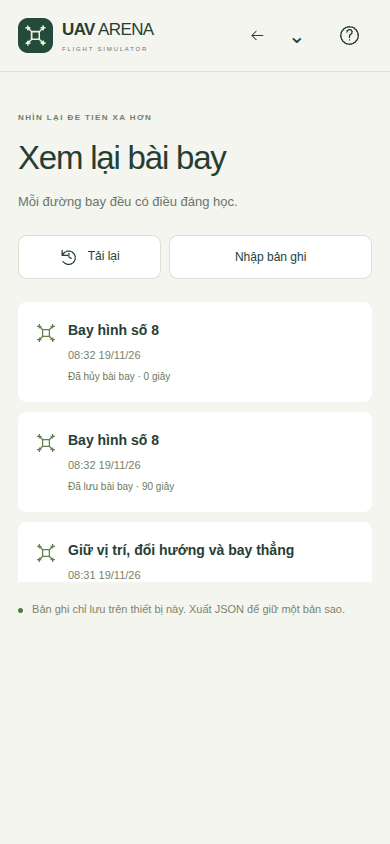 UAV ARENA
FLIGHT SIMULATOR
NHÌN LẠI ĐỂ TIẾN XA HƠN
Xem lại bài bay
Mỗi đường bay đều có điều đáng học.
Tải lại
Nhập bản ghi
Bay hình số 8
08:32 19/11/26
Đã hủy bài bay · 0 giây
Bay hình số 8
08:32 19/11/26
Đã lưu bài bay · 90 giây
Giữ vị trí, đổi hướng và bay thẳng
08:31 19/11/26
Bản ghi chỉ lưu trên thiết bị này. Xuất JSON để giữ một bản sao.